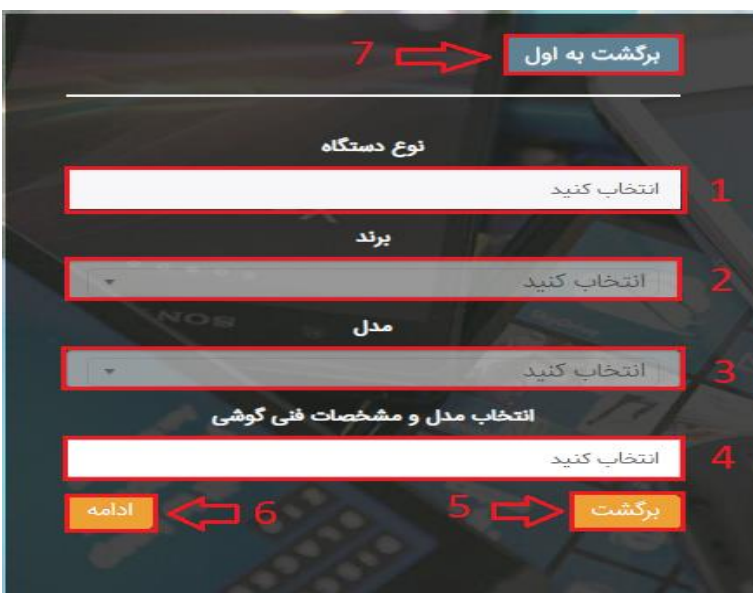 برگشت به اول 7
نوع دستگاه
انتخاب کنید 1
برند
انتخاب کنید 2
SONY
مدل
انتخاب کنید 3
انتخاب مدل و مشخصات فنی گوشی
انتخاب کنید 4
برگشت 5 6 ادامه